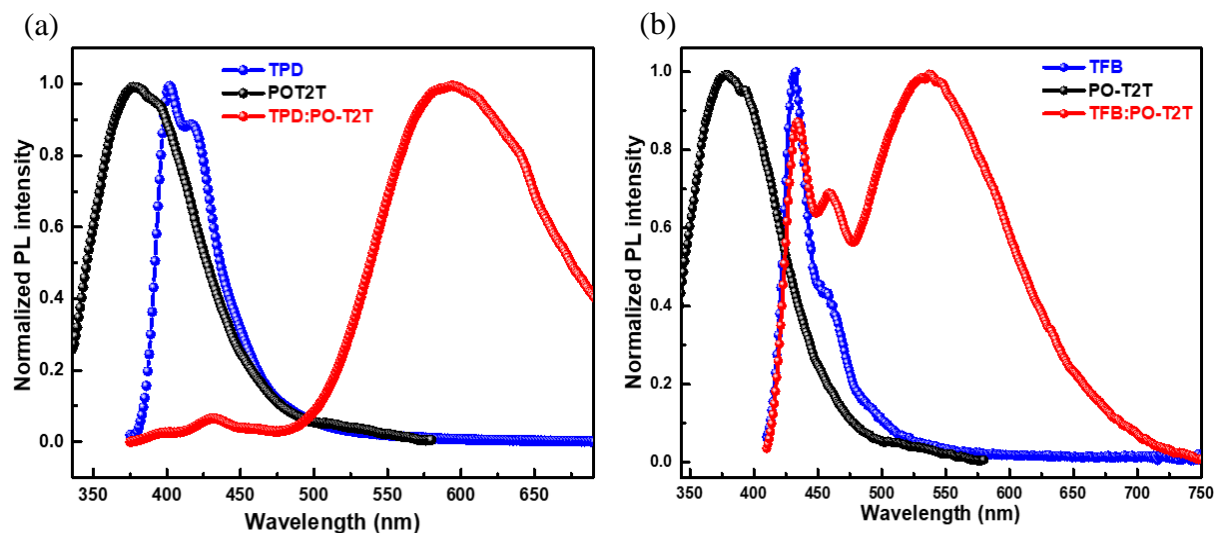 (a)
TPD
POT2T
TPD:PO-T2T
Normalized PL intensity
1.0
0.8
0.6
0.4
0.2
0.0
350 400 450 500 550 600 650
Wavelength (nm)
(b)
TFB
PO-T2T
TFB:PO-T2T
Normalized PL intensity
1.0
0.8
0.6
0.4
0.2
0.0
350 400 450 500 550 600 650 700 750
Wavelength (nm)